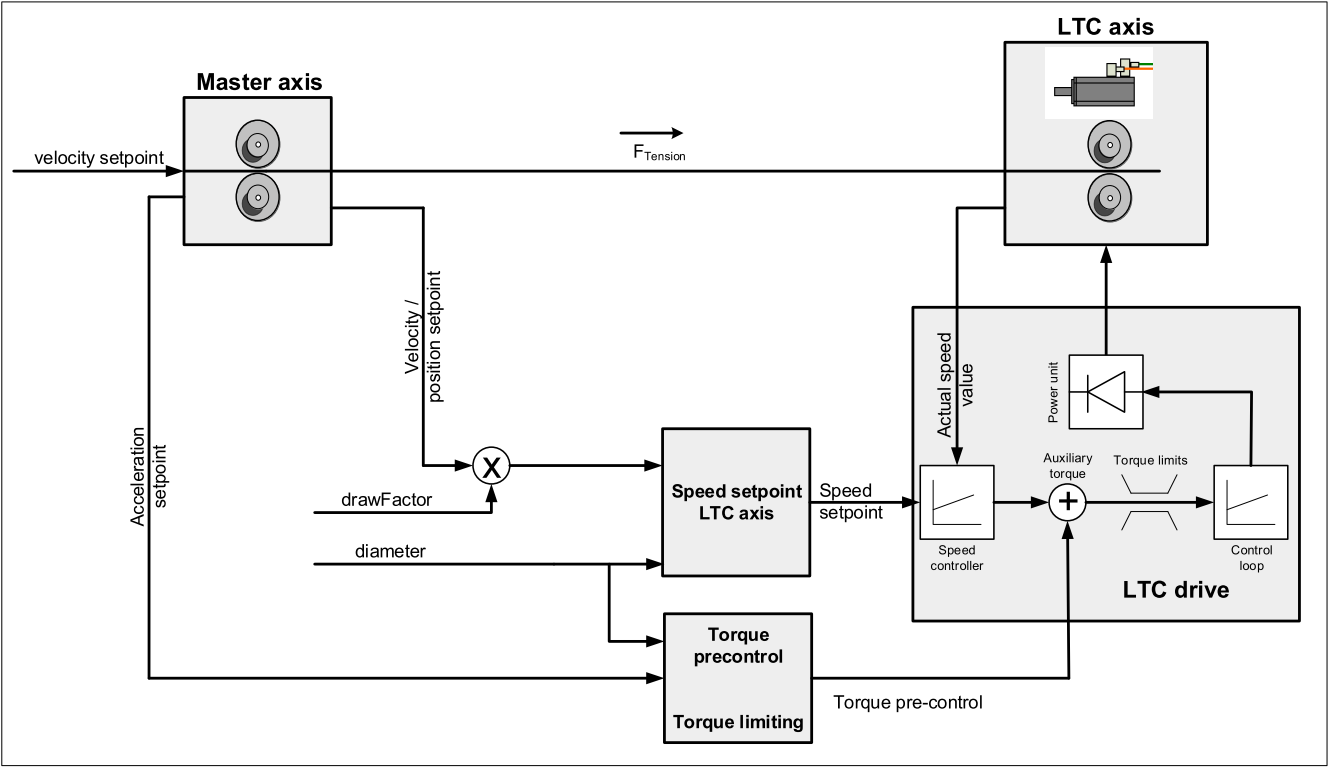 LTC axis
Master axis
velocity setpoint
F_Tension
Velocity /
position setpoint
Acceleration
setpoint
Actual speed
value
Power unit
X
drawFactor
diameter
Speed setpoint
LTC axis
Speed
setpoint
Auxiliary
torque
Torque limits
+
Speed
controller
Control
loop
LTC drive
Torque
precontrol
Torque limiting
Torque pre-control